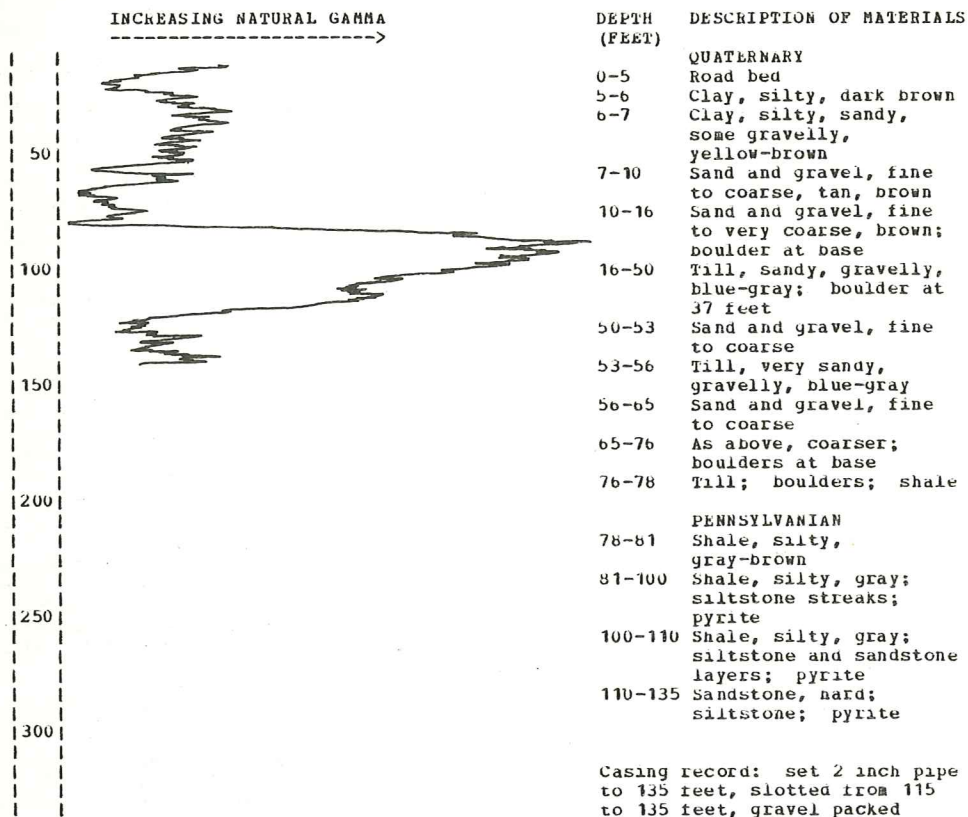 INCREASING NATURAL GAMMA
-------------------------->
50
100
150
200
250
300
DEPTH DESCRIPTION OF MATERIALS
(FEET)
QUATERNARY
0-5 Road bed
5-6 Clay, silty, dark brown
6-7 Clay, silty, sandy,
some gravelly,
yellow-brown
7-10 Sand and gravel, fine
to coarse, tan, brown
10-16 Sand and gravel, fine
to very coarse, brown;
boulder at base
16-50 Till, sandy, gravelly,
blue-gray; boulder at
37 feet
50-53 Sand and gravel, fine
to coarse
53-56 Till, very sandy,
gravelly, blue-gray
56-65 Sand and gravel, fine
to coarse
65-76 As above, coarser;
boulders at base
76-78 Till; boulders; shale
PENNSYLVANIAN
78-81 Shale, silty,
gray-brown
81-100 Shale, silty, gray;
siltstone streaks;
pyrite
100-110 Shale, silty, gray;
siltstone and sandstone
layers; pyrite
110-135 Sandstone, hard;
siltstone; pyrite
Casing record: set 2 inch pipe
to 135 feet, slotted from 115
to 135 feet, gravel packed